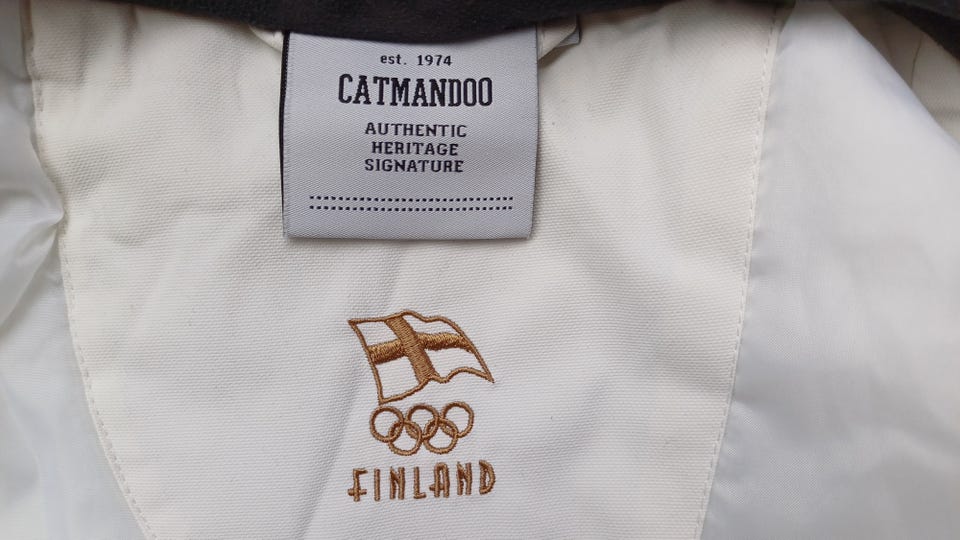 est. 1974
CATMANDOO
AUTHENTIC
HERITAGE
SIGNATURE
FINLAND